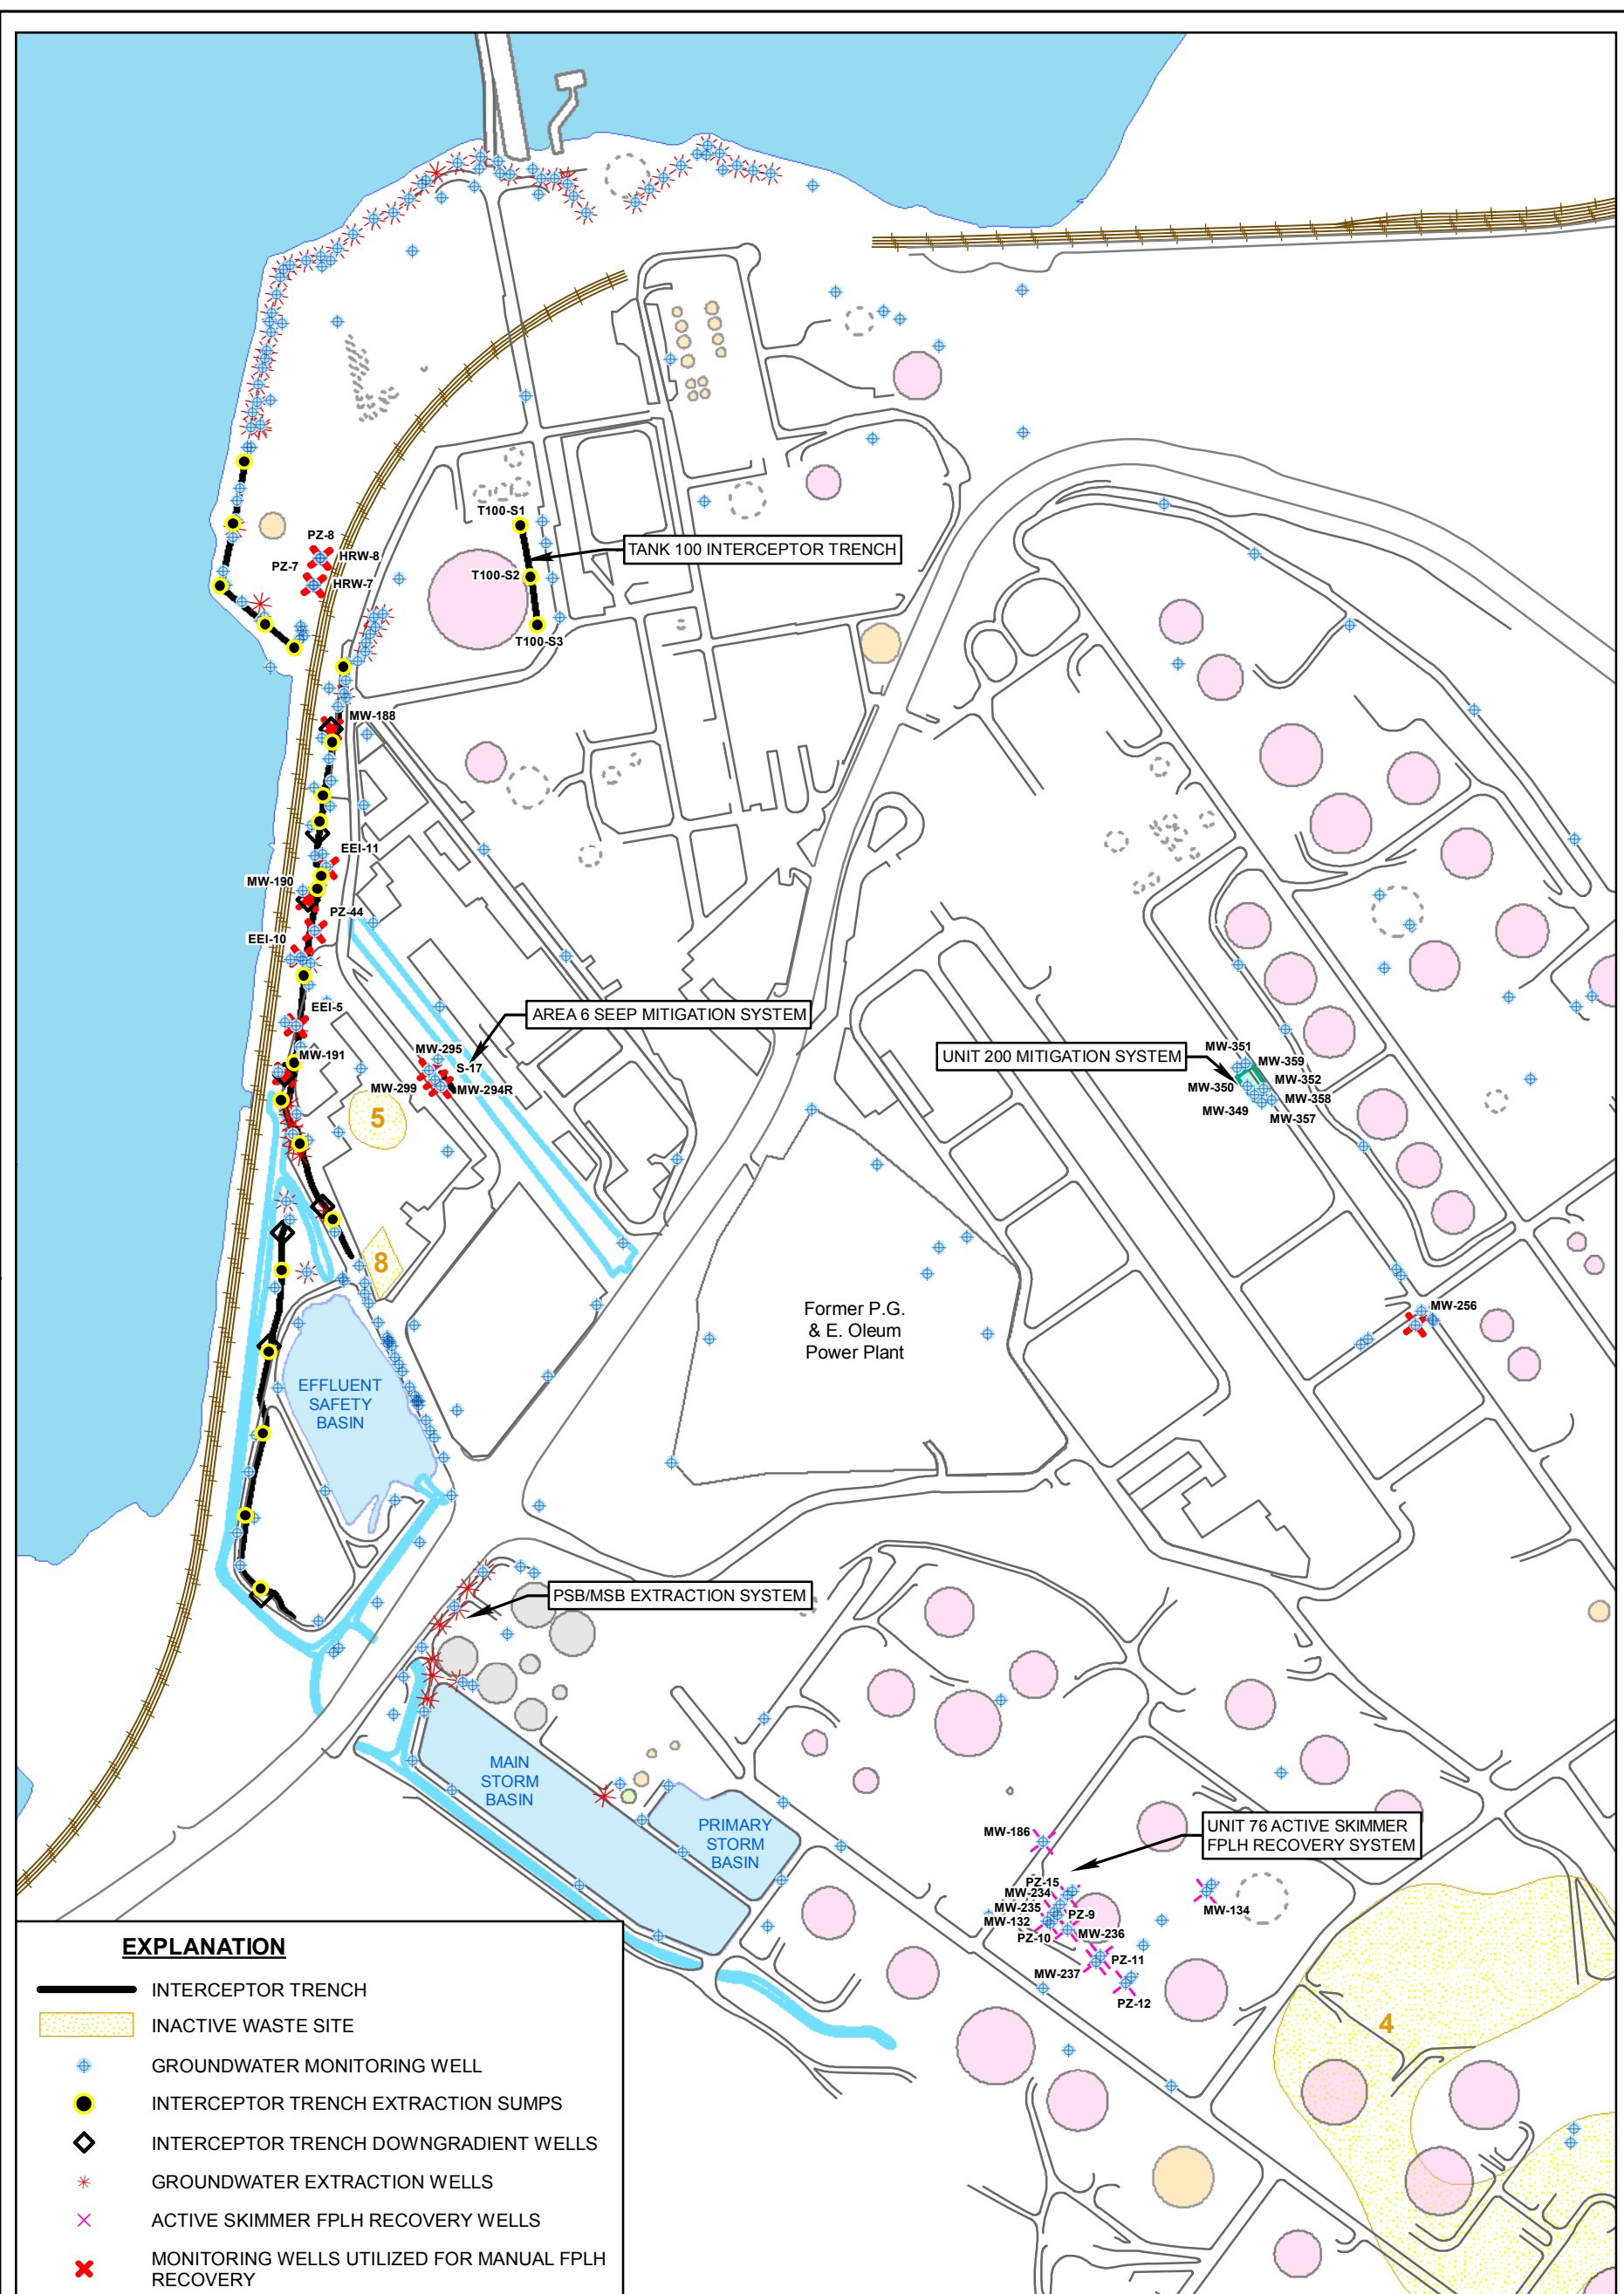 T100-S1
TANK 100 INTERCEPTOR TRENCH
PZ-8
HRW-8
PZ-7
HRW-7
T100-S2
T100-S3
MW-188
EEI-11
MW-190
PZ-44
EEI-10
EEI-5
AREA 6 SEEP MITIGATION SYSTEM
MW-191
MW-295
S-17
MW-299
MW-294R
UNIT 200 MITIGATION SYSTEM
MW-351
MW-359
MW-350
MW-352
MW-349
MW-358
MW-357
5
8
MW-256
Former P.G.
& E. Oleum
Power Plant
EFFLUENT
SAFETY
BASIN
PSB/MSB EXTRACTION SYSTEM
MAIN
STORM
BASIN
PRIMARY
STORM
BASIN
UNIT 76 ACTIVE SKIMMER
FPLH RECOVERY SYSTEM
MW-186
PZ-15
MW-234
MW-235
PZ-9
MW-132
PZ-10
MW-236
MW-134
PZ-11
MW-237
PZ-12
4
EXPLANATION
INTERCEPTOR TRENCH
INACTIVE WASTE SITE
GROUNDWATER MONITORING WELL
INTERCEPTOR TRENCH EXTRACTION SUMPS
INTERCEPTOR TRENCH DOWNGRADIENT WELLS
GROUNDWATER EXTRACTION WELLS
ACTIVE SKIMMER FPLH RECOVERY WELLS
MONITORING WELLS UTILIZED FOR MANUAL FPLH
RECOVERY